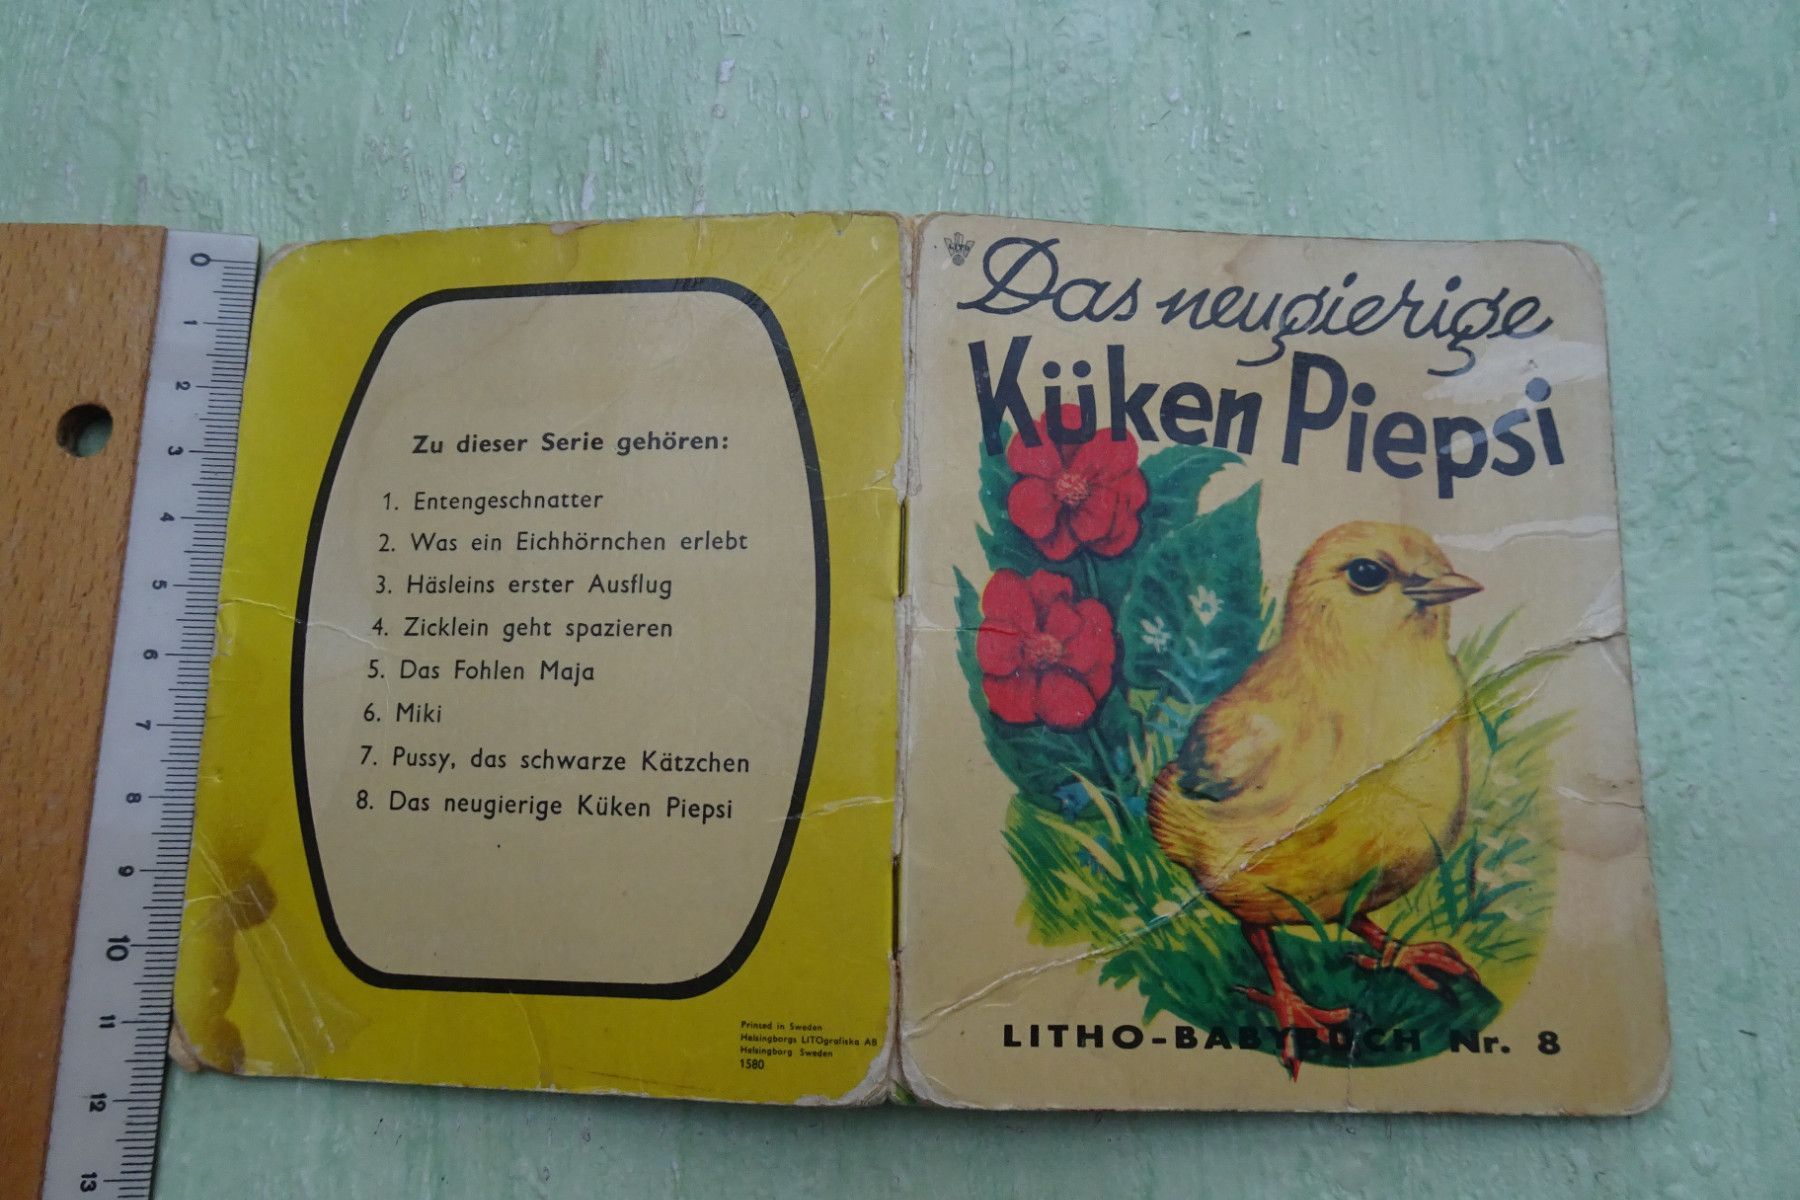 0
1
2
3
4
5
6
7
8
9
10
11
12
13
Zu dieser Serie gehören:
1. Entengeschnatter
2. Was ein Eichhörnchen erlebt
3. Häsleins erster Ausflug
4. Zicklein geht spazieren
5. Das Fohlen Maja
6. Miki
7. Pussy, das schwarze Kätzchen
8. Das neugierige Küken Piepsi
Printed in Sweden
Helsingborgs LITOgrafiska AB
Helsingborg Sweden
1580
LITO
Das neugierige
Küken Piepsi
LITHO-BABYBUCH Nr. 8